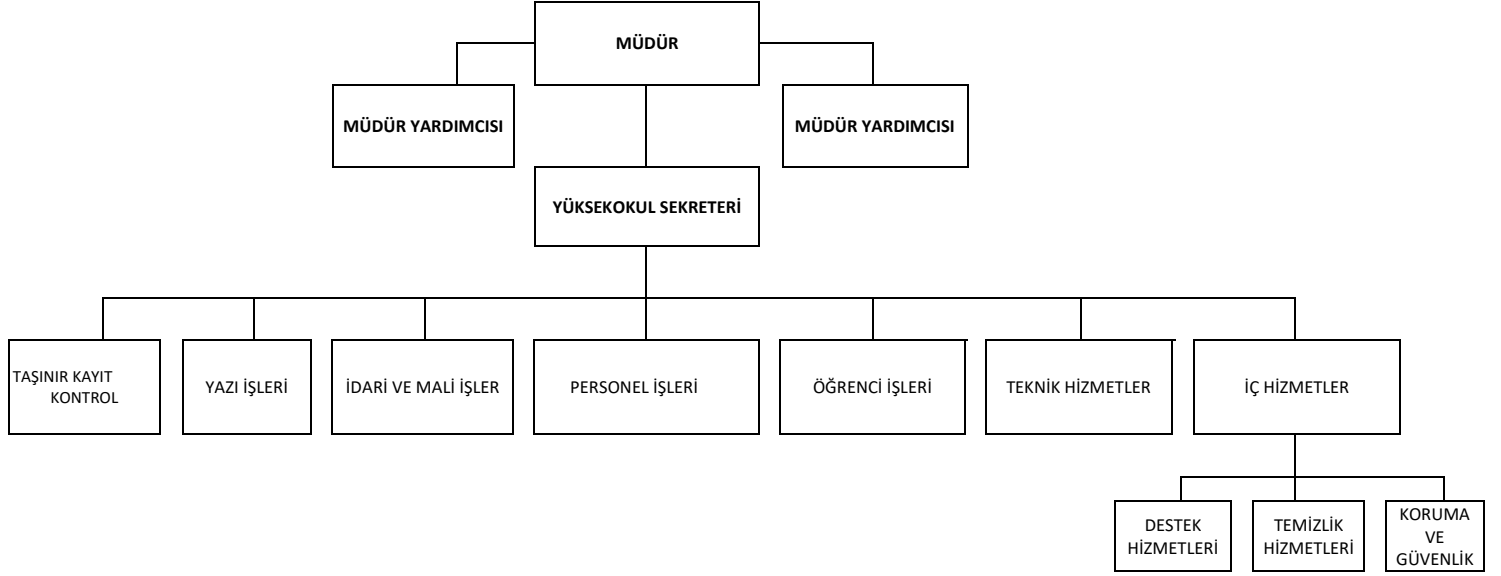 MÜDÜR
MÜDÜR YARDIMCISI
MÜDÜR YARDIMCISI
YÜKSEKOKUL SEKRETERİ
TAŞINIR KAYIT
KONTROL
YAZI İŞLERİ
İDARİ VE MALİ İŞLER
PERSONEL İŞLERİ
ÖĞRENCİ İŞLERİ
TEKNİK HİZMETLER
İÇ HİZMETLER
DESTEK
HİZMETLERİ
TEMİZLİK
HİZMETLERİ
KORUMA
VE
GÜVENLİK